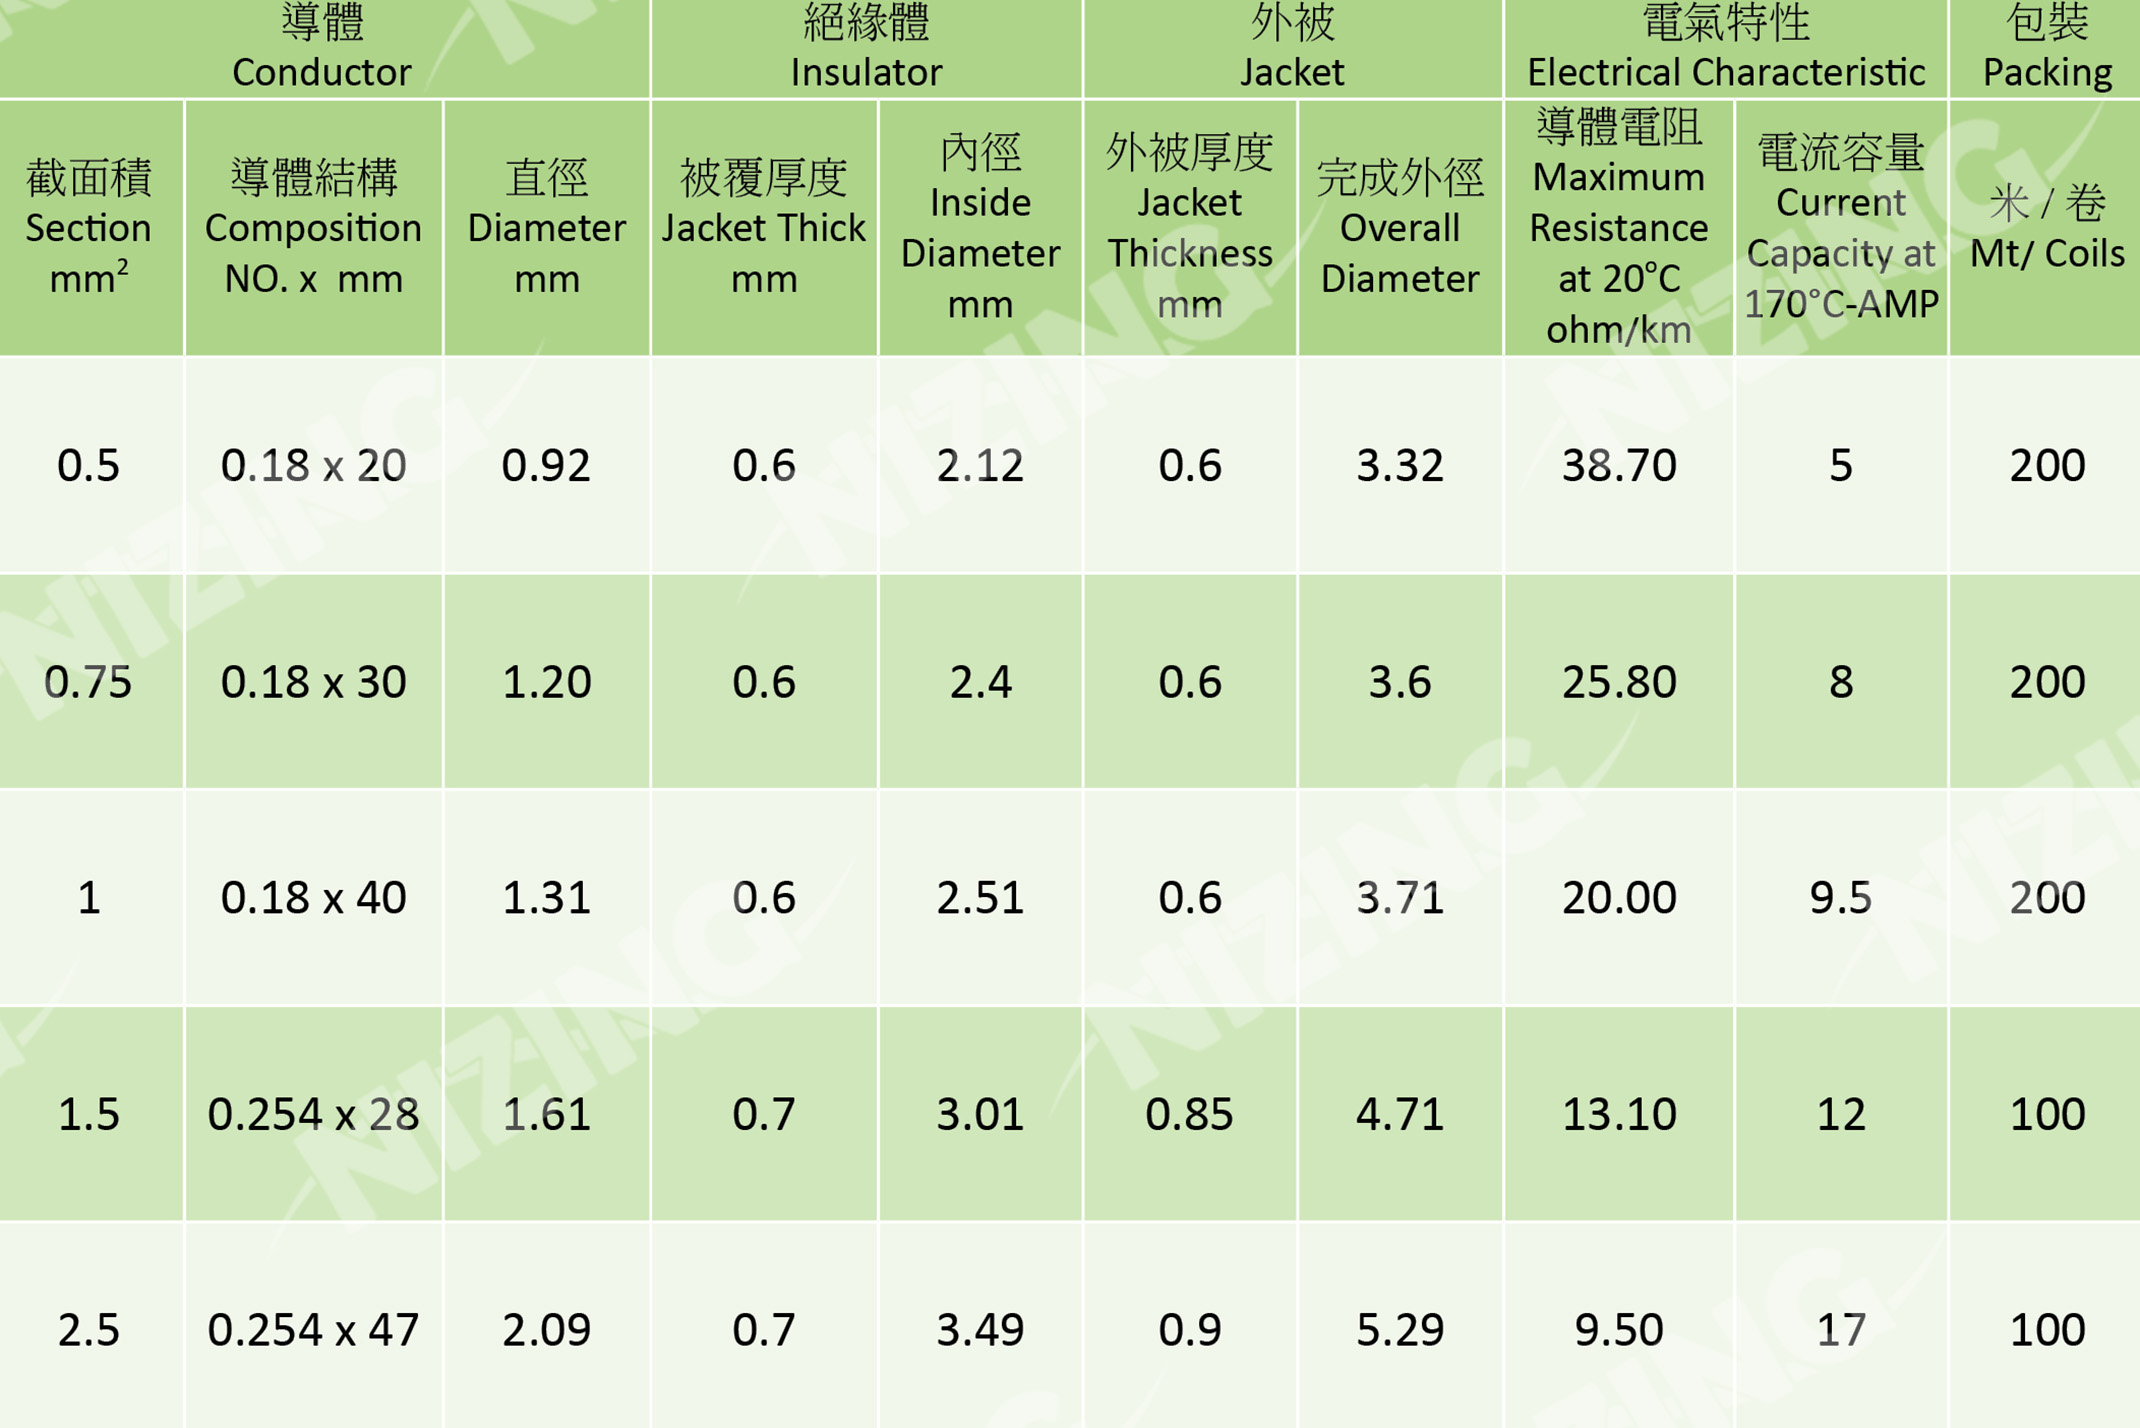 導體
Conductor
絕緣體
Insulator
外被
Jacket
電氣特性
Electrical Characteristic
包裝
Packing
截面積
Section
mm²
導體結構
Composition
NO. x  mm
直徑
Diameter
mm
被覆厚度
Jacket Thick
mm
內徑
Inside
Diameter
mm
外被厚度
Jacket
Thickness
mm
完成外徑
Overall
Diameter
導體電阻
Maximum
Resistance
at 20°C
ohm/km
電流容量
Current
Capacity at
170°C-AMP
米 / 卷
Mt/ Coils
0.5 0.18 x 20 0.92 0.6 2.12 0.6 3.32 38.70 5 200
0.75 0.18 x 30 1.20 0.6 2.4 0.6 3.6 25.80 8 200
1 0.18 x 40 1.31 0.6 2.51 0.6 3.71 20.00 9.5 200
1.5 0.254 x 28 1.61 0.7 3.01 0.85 4.71 13.10 12 100
2.5 0.254 x 47 2.09 0.7 3.49 0.9 5.29 9.50 17 100
NIZING
NIZING
NIZING
NIZING
NIZING